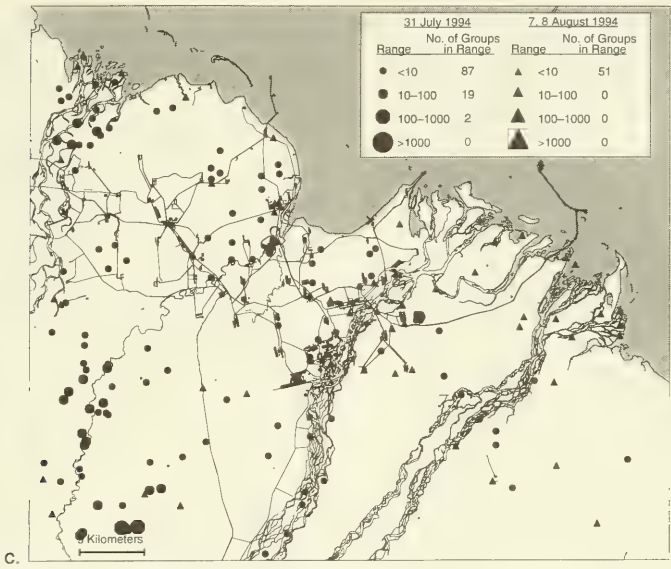 31 July 1994 7, 8 August 1994
No. of Groups No. of Groups
Range in Range Range in Range
<10 87 <10 51
10–100 19 10–100 0
100–1000 2 100–1000 0
>1000 0 >1000 0
C.
5 Kilometers